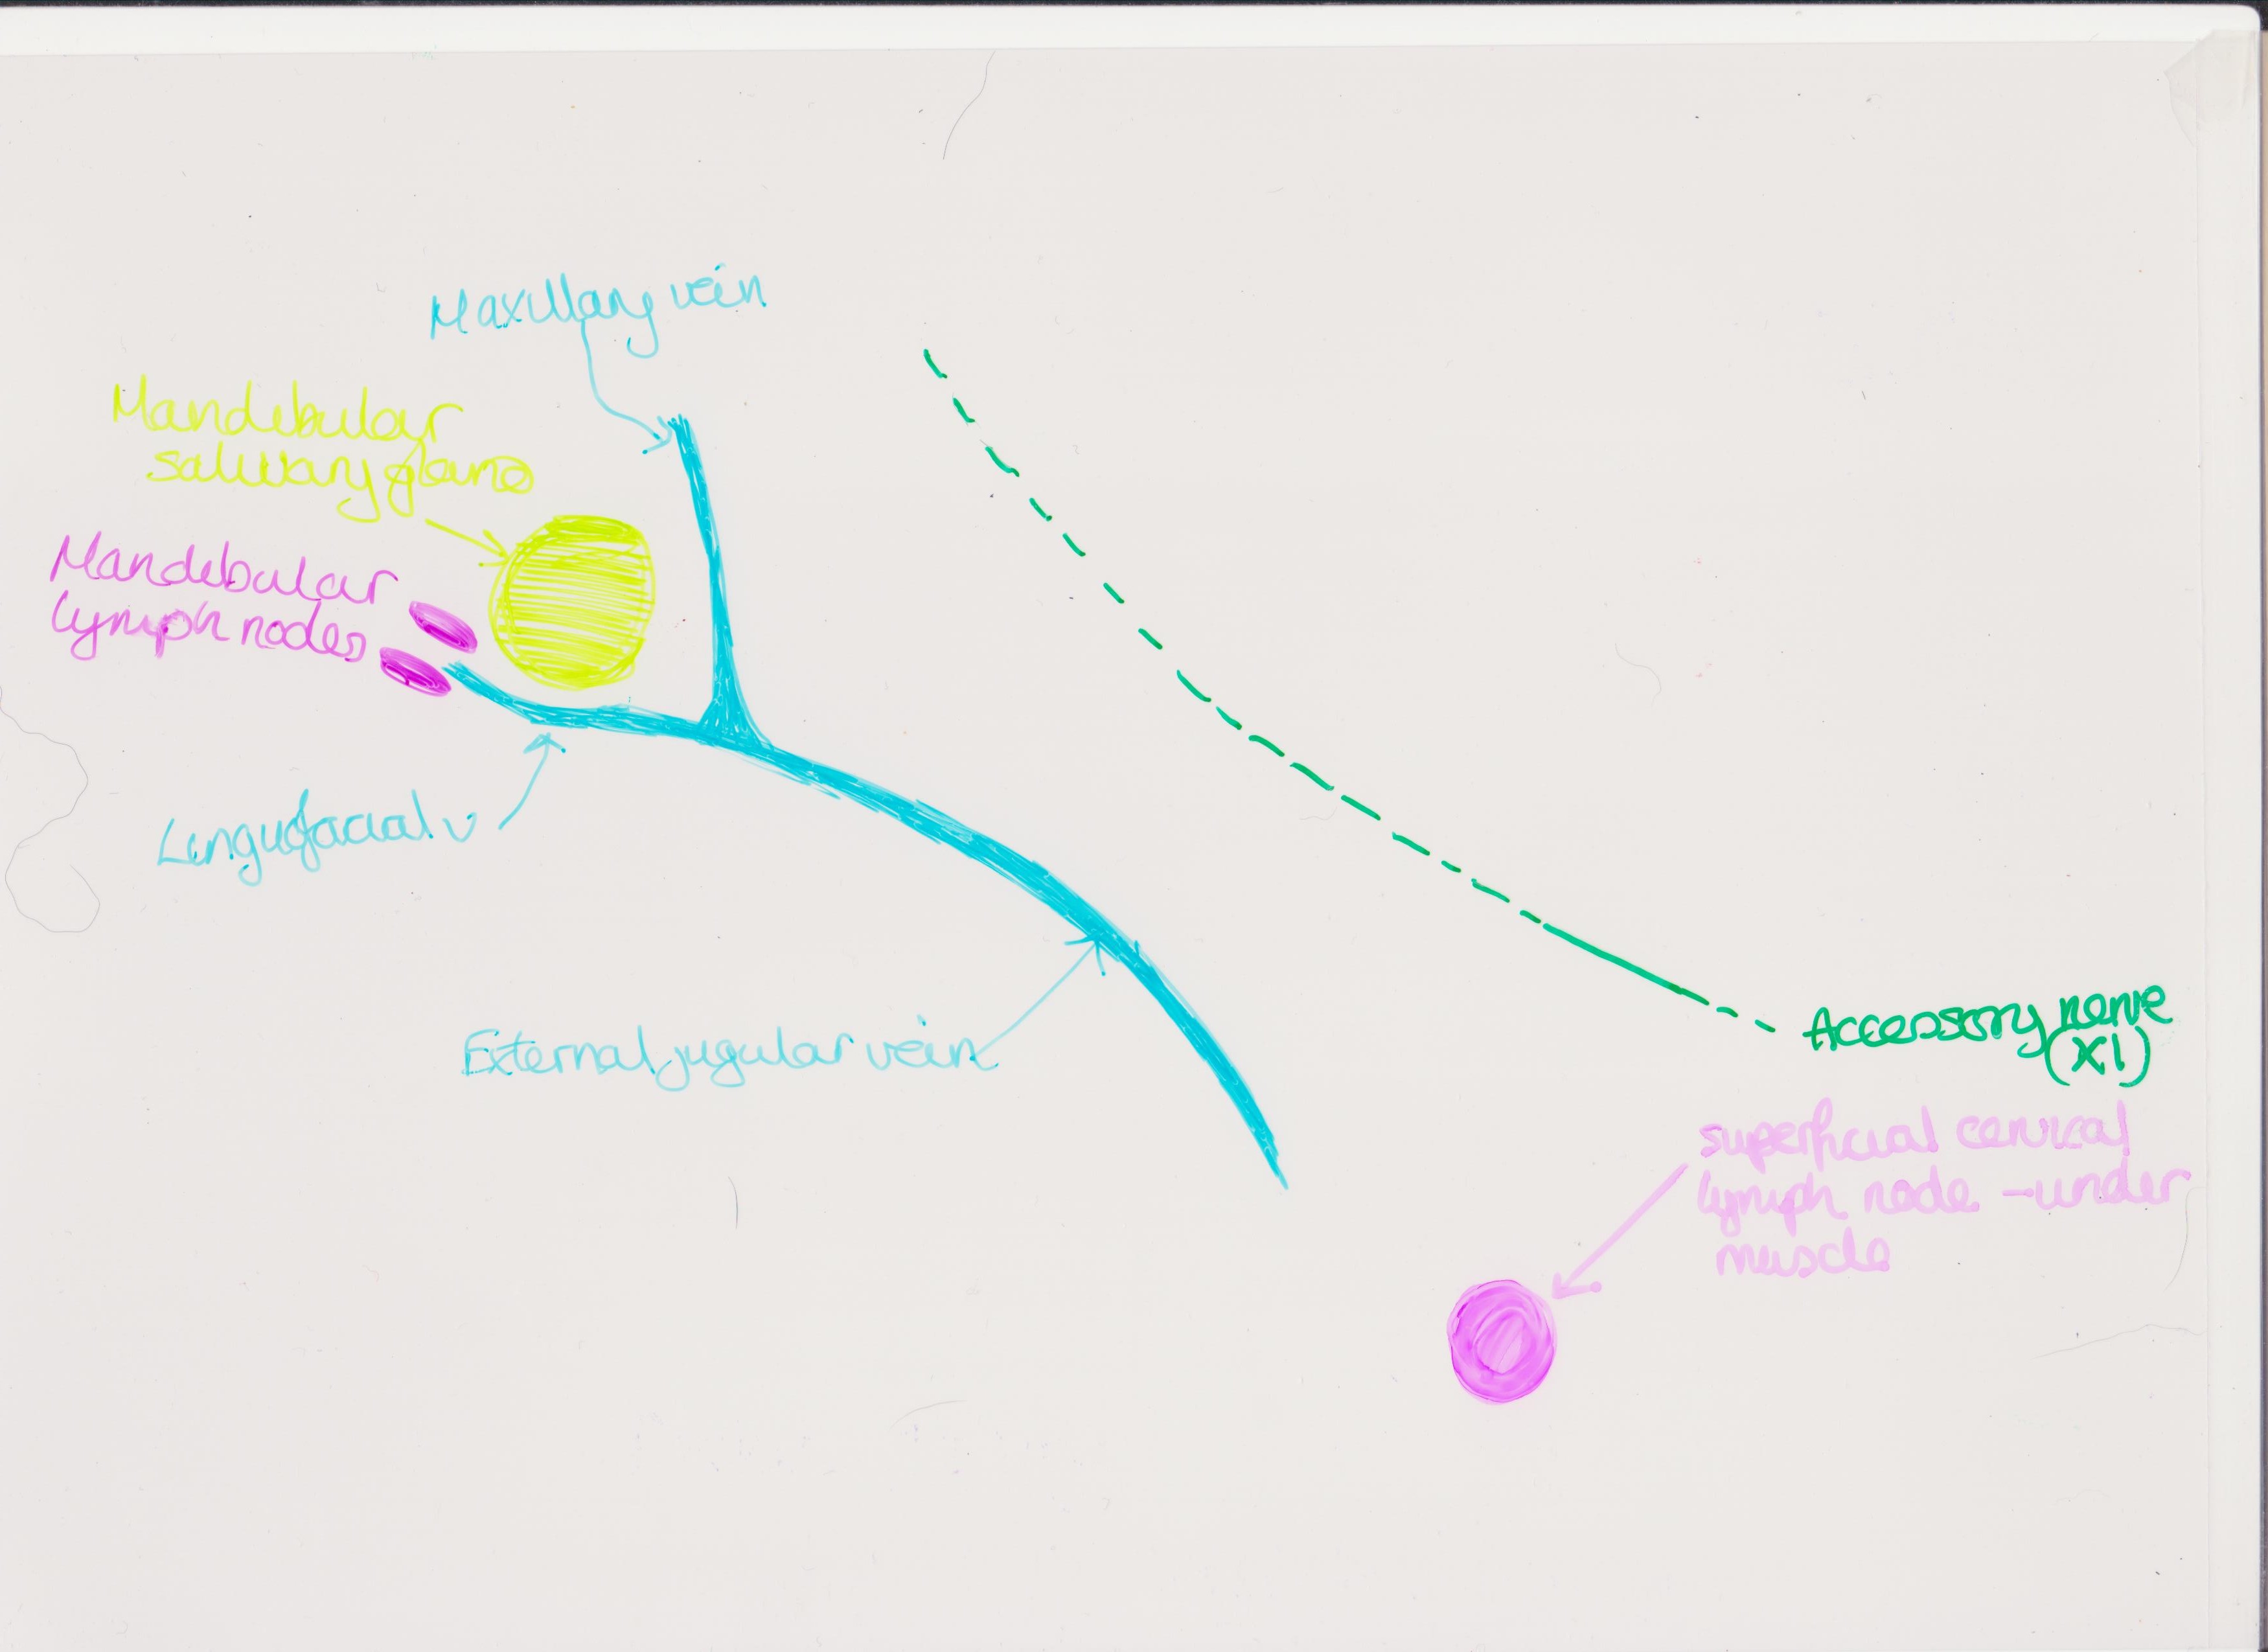 Maxillary vein
Mandibular
salivary gland
Mandibular
lymph nodes
Linguofacial v
External jugular vein
Accessory nerve
(XI)
superficial cervical
lymph node - under
muscle